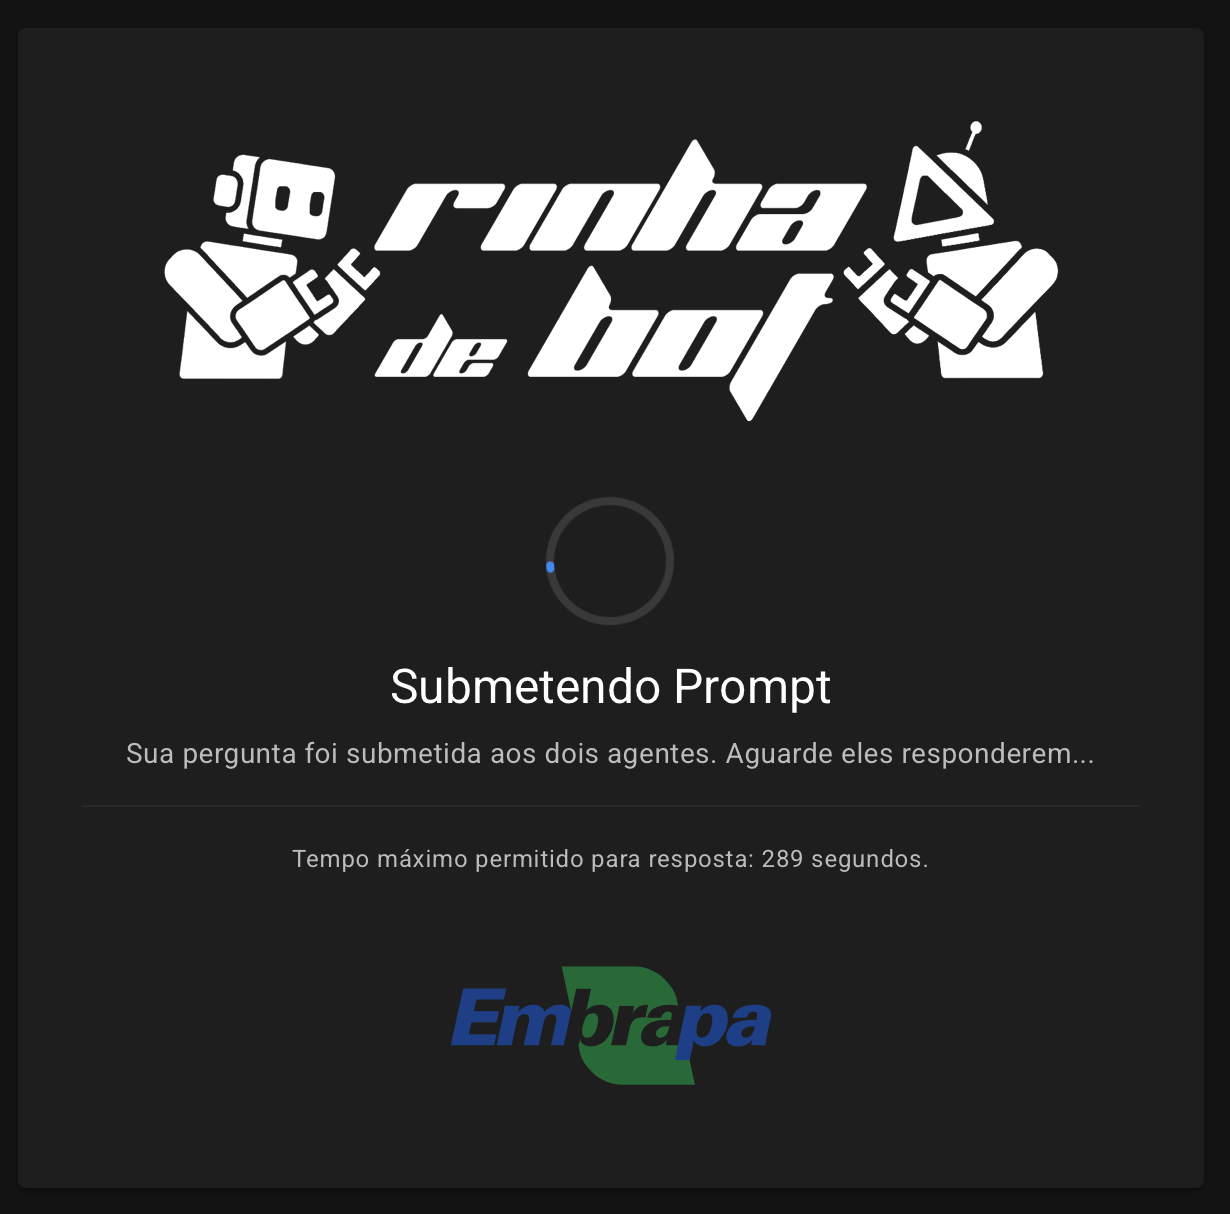 rinha
de bot
Submetendo Prompt
Sua pergunta foi submetida aos dois agentes. Aguarde eles responderem...
Tempo máximo permitido para resposta: 289 segundos.
Embrapa